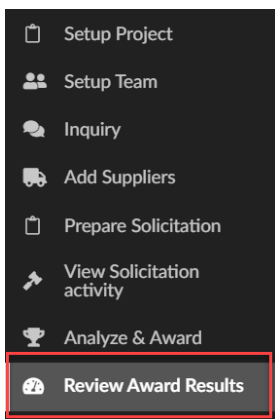 Setup Project
Setup Team
Inquiry
Add Suppliers
Prepare Solicitation
View Solicitation
activity
Analyze & Award
Review Award Results